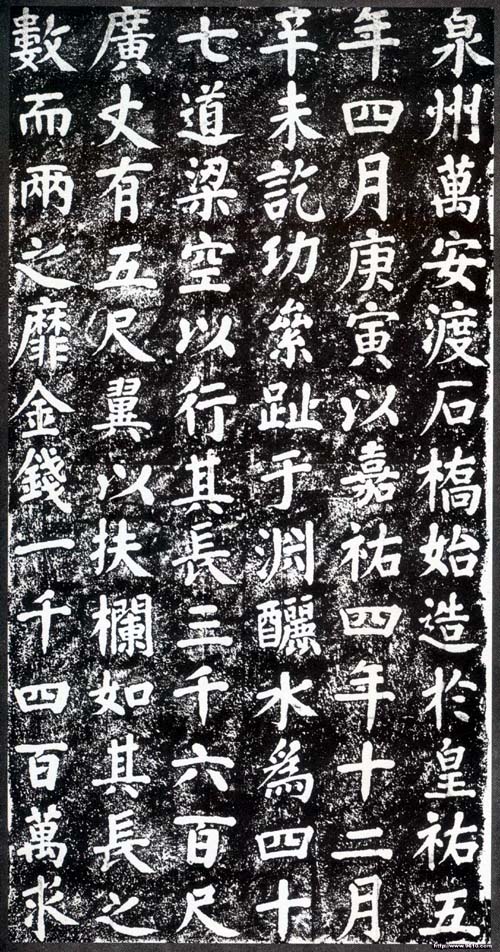 泉州萬安渡石橋始造於皇祐五
年四月庚寅以嘉祐四年十二月
辛未訖功絫趾于淵釃水為四十
七道梁空以行其長三千六百尺
廣丈有五尺翼以扶欄如其長之
數而兩之靡金錢一千四百萬求
http://www.9610.com